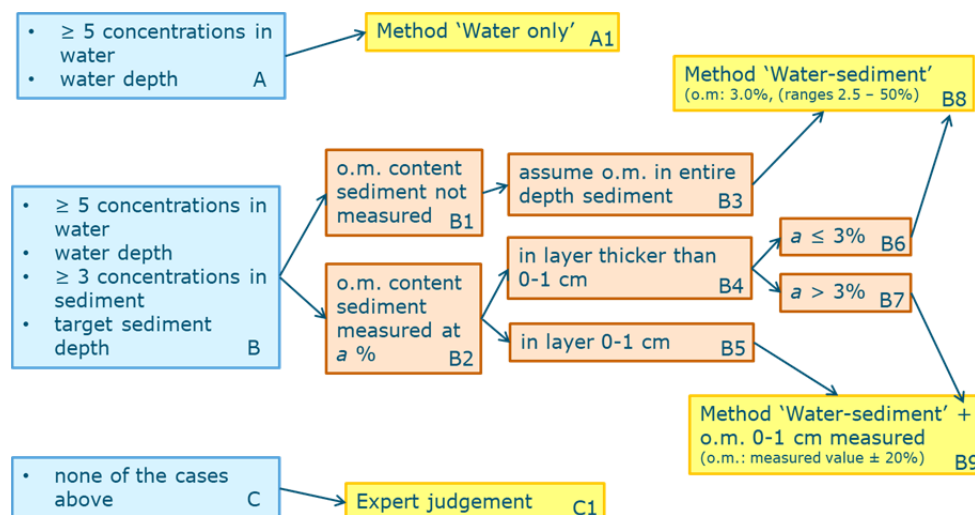 • ≥ 5 concentrations in
water
• water depth
A
Method ‘Water only’
A1
Method ‘Water-sediment’
(o.m: 3.0%, (ranges 2.5 – 50%)
B8
• ≥ 5 concentrations in
water
• water depth
• ≥ 3 concentrations in
sediment
• target sediment
depth
B
o.m. content
sediment not
measured
B1
assume o.m. in entire
depth sediment
B3
o.m. content
sediment
measured at
a %
B2
in layer thicker than
0-1 cm
B4
a ≤ 3%
B6
a > 3%
B7
in layer 0-1 cm
B5
Method ‘Water-sediment’ +
o.m. 0-1 cm measured
(o.m.: measured value ± 20%)
B9
• none of the cases
above
C
Expert judgement
C1